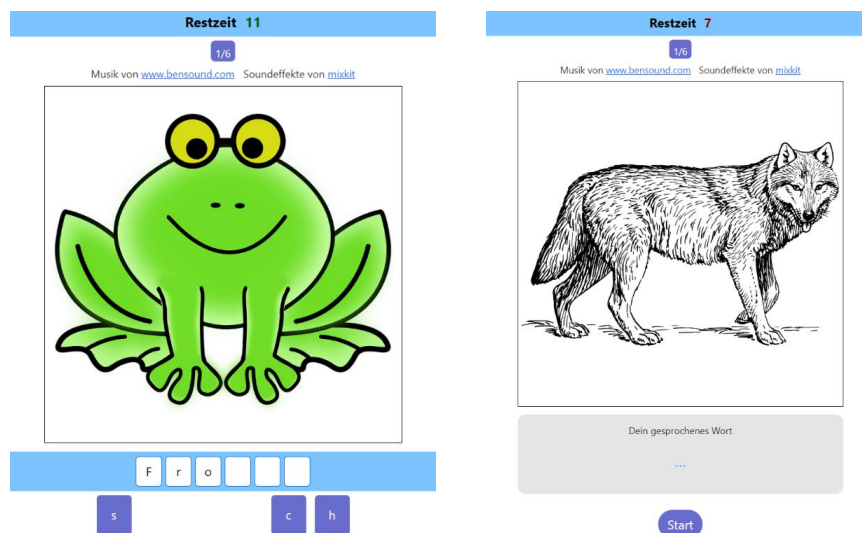 Restzeit 11
1/6
Musik von www.bensound.com Soundeffekte von mixkit
F r o
s c h
Restzeit 7
1/6
Musik von www.bensound.com Soundeffekte von mixkit
Dein gesprochenes Wort
...
Start